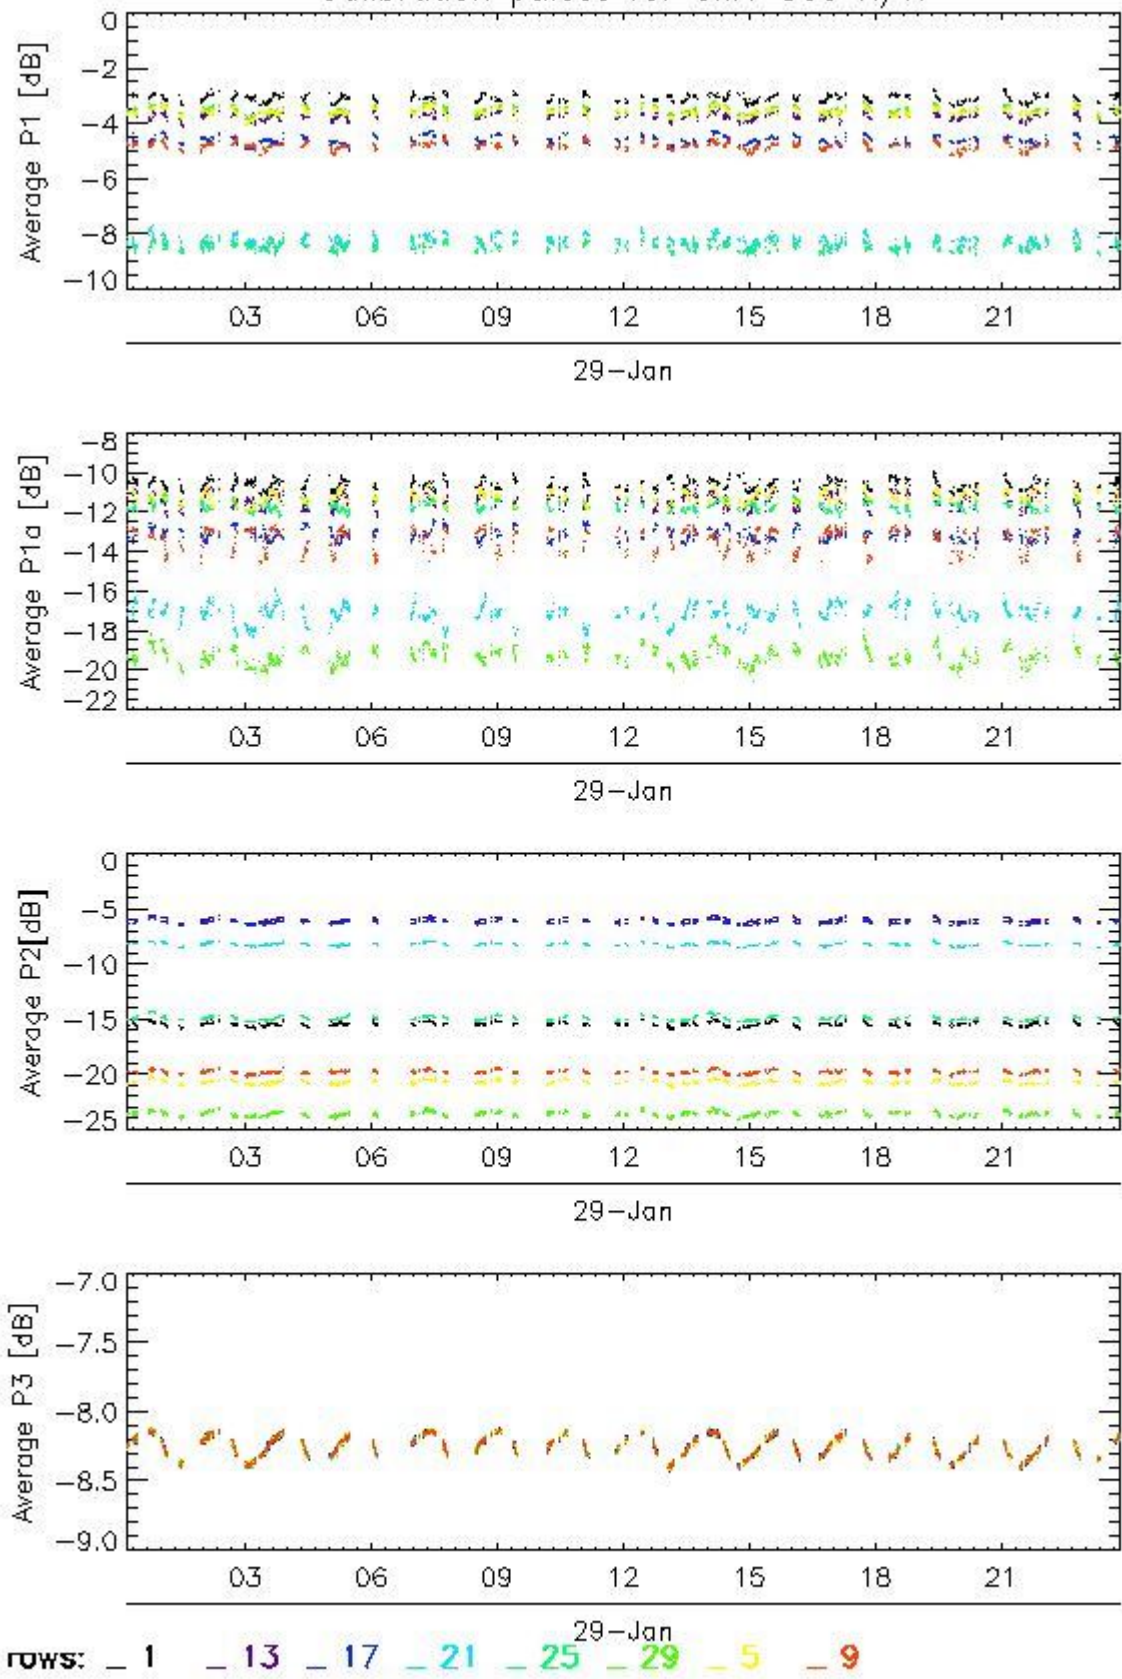 0
-2
-4
-6
-8
-10
Average P1 [dB]
03 06 09 12 15 18 21
29-Jan
-8
-10
-12
-14
-16
-18
-20
-22
Average P1a [dB]
03 06 09 12 15 18 21
29-Jan
0
-5
-10
-15
-20
-25
Average P2[dB]
03 06 09 12 15 18 21
29-Jan
-7.0
-7.5
-8.0
-8.5
-9.0
Average P3 [dB]
03 06 09 12 15 18 21
29-Jan
rows: _ 1 _ 13 _ 17 _ 21 _ 25 _ 29 _ 5 _ 9